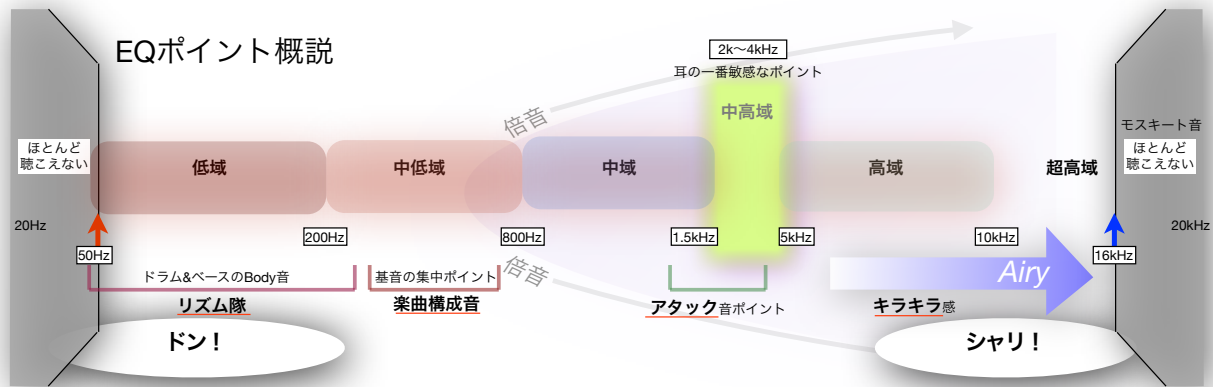 EQポイント概説
2k〜4kHz
耳の一番敏感なポイント
倍音
中高域
モスキート音
ほとんど
聴こえない
ほとんど
聴こえない
低域
中低域
中域
高域
超高域
20Hz
20kHz
50Hz
200Hz
800Hz
1.5kHz
5kHz
10kHz
16kHz
倍音
Airy
ドラム&ベースのBody音
基音の集中ポイント
リズム隊
楽曲構成音
アタック音ポイント
キラキラ感
ドン！
シャリ！